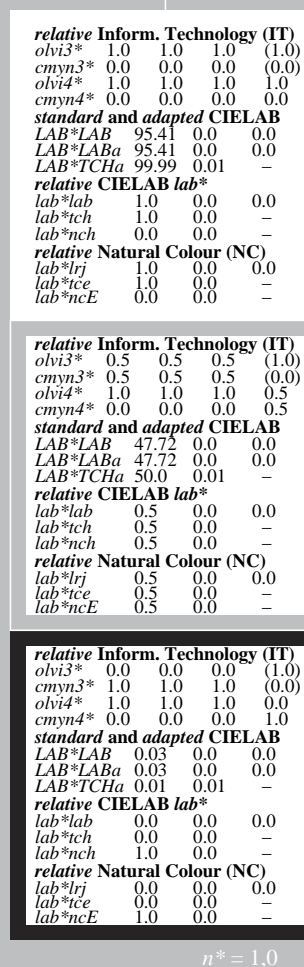 relative Inform. Technology (IT)
olvi3* 1.0 1.0 1.0 (1.0)
cmyn3* 0.0 0.0 0.0 (0.0)
olvi4* 1.0 1.0 1.0 1.0
cmyn4* 0.0 0.0 0.0 0.0
standard and adapted CIELAB
LAB*LAB 95.41 0.0 0.0
LAB*LABa 95.41 0.0 0.0
LAB*TCHa 99.99 0.01 –
relative CIELAB lab*
lab*lab 1.0 0.0 0.0
lab*tch 1.0 0.0 –
lab*nch 0.0 0.0 –
relative Natural Colour (NC)
lab*lrj 1.0 0.0 0.0
lab*tce 1.0 0.0 –
lab*ncE 0.0 0.0 –
relative Inform. Technology (IT)
olvi3* 0.5 0.5 0.5 (1.0)
cmyn3* 0.5 0.5 0.5 (0.0)
olvi4* 1.0 1.0 1.0 0.5
cmyn4* 0.0 0.0 0.0 0.5
standard and adapted CIELAB
LAB*LAB 47.72 0.0 0.0
LAB*LABa 47.72 0.0 0.0
LAB*TCHa 50.0 0.01 –
relative CIELAB lab*
lab*lab 0.5 0.0 0.0
lab*tch 0.5 0.0 –
lab*nch 0.5 0.0 –
relative Natural Colour (NC)
lab*lrj 0.5 0.0 0.0
lab*tce 0.5 0.0 –
lab*ncE 0.5 0.0 –
relative Inform. Technology (IT)
olvi3* 0.0 0.0 0.0 (1.0)
cmyn3* 1.0 1.0 1.0 (0.0)
olvi4* 1.0 1.0 1.0 0.0
cmyn4* 0.0 0.0 0.0 1.0
standard and adapted CIELAB
LAB*LAB 0.03 0.0 0.0
LAB*LABa 0.03 0.0 0.0
LAB*TCHa 0.01 0.01 –
relative CIELAB lab*
lab*lab 0.0 0.0 0.0
lab*tch 0.0 0.0 –
lab*nch 1.0 0.0 –
relative Natural Colour (NC)
lab*lrj 0.0 0.0 0.0
lab*tce 0.0 0.0 –
lab*ncE 1.0 0.0 –
n* = 1,0